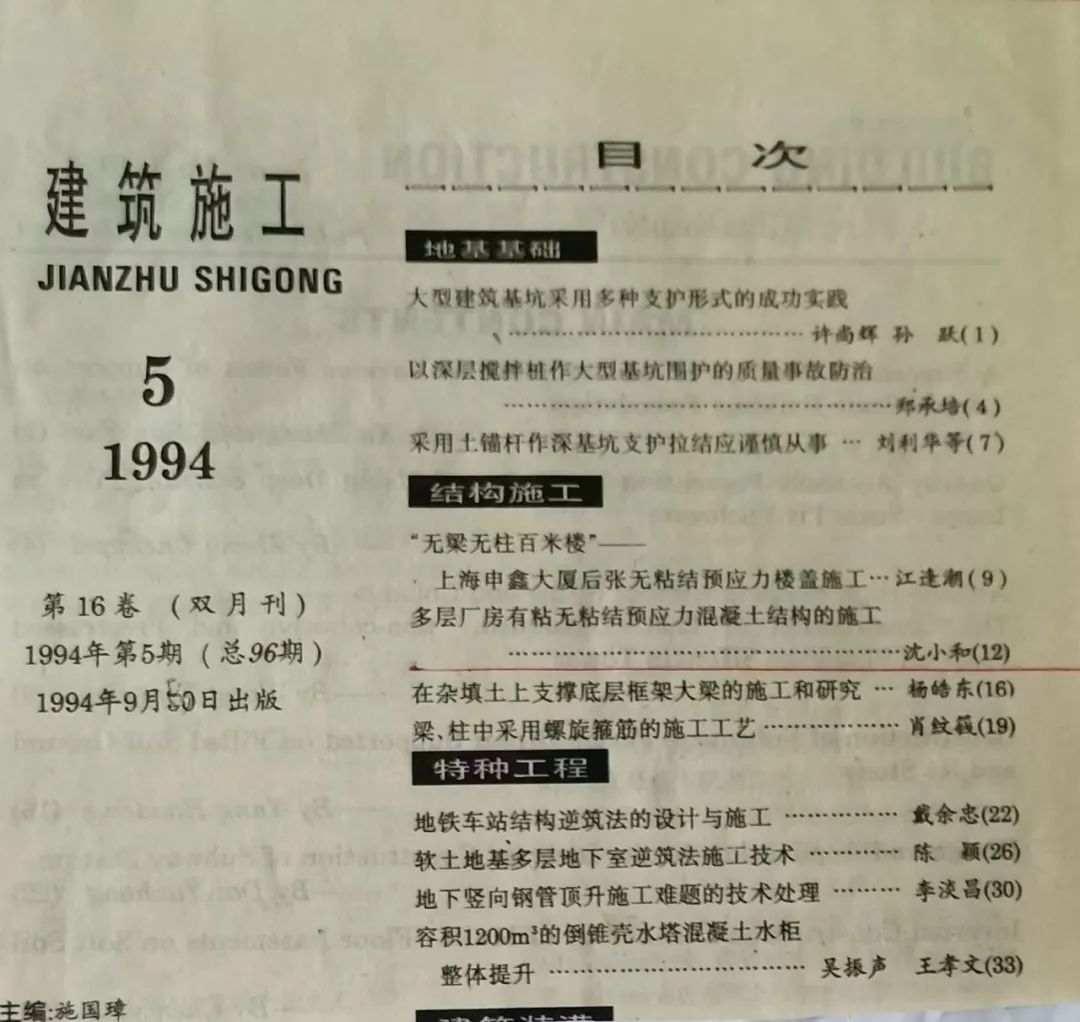 建筑施工
JIANZHU SHIGONG
5
1994
第16卷 (双月刊)
1994年第5期 (总96期)
1994年9月30日出版
主编:施国璋
目 次
地基基础
大型建筑基坑采用多种支护形式的成功实践
………………………………许尚辉 孙 跃(1)
以深层搅拌桩作大型基坑围护的质量事故防治
………………………………………郑承培(4)
采用土锚杆作深基坑支护拉结应谨慎从事 … 刘利华等(7)
结构施工
“无梁无柱百米楼”——
上海申鑫大厦后张无粘结预应力楼盖施工…江逢潮(9)
多层厂房有粘无粘结预应力混凝土结构的施工
………………………………………沈小和(12)
在杂填土上支撑底层框架大梁的施工和研究 … 杨皓东(16)
梁、柱中采用螺旋箍筋的施工工艺……………肖纹筱(19)
特种工程
地铁车站结构逆筑法的设计与施工 ………… 戴余忠(22)
软土地基多层地下室逆筑法施工技术 ……… 陈 颖(26)
地下竖向钢管顶升施工难题的技术处理 ……… 李淡昌(30)
容积1200m³的倒锥壳水塔混凝土水柜
整体提升 ………………………… 吴振声 王孝文(33)
建筑装潢